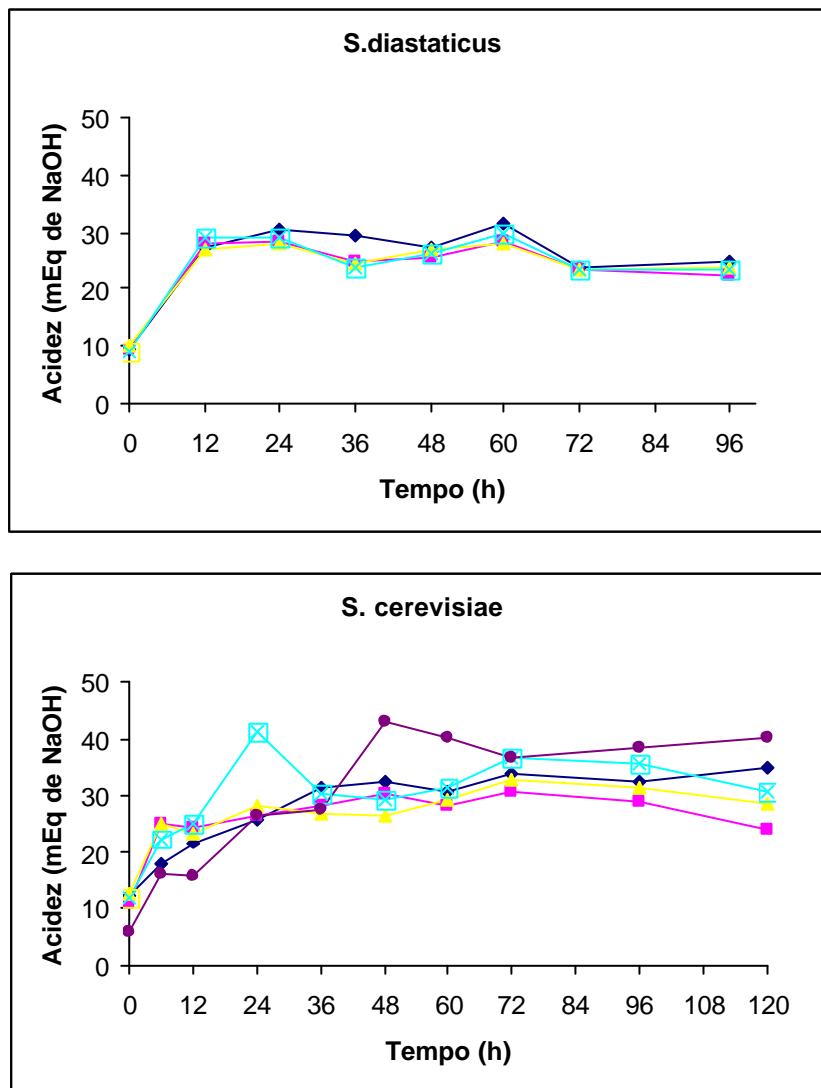 S.diastaticus
50
40
30
20
10
0
Acidez (mEq de NaOH)
0 12 24 36 48 60 72 84 96
Tempo (h)
S. cerevisiae
50
40
30
20
10
0
Acidez (mEq de NaOH)
0 12 24 36 48 60 72 84 96 108 120
Tempo (h)